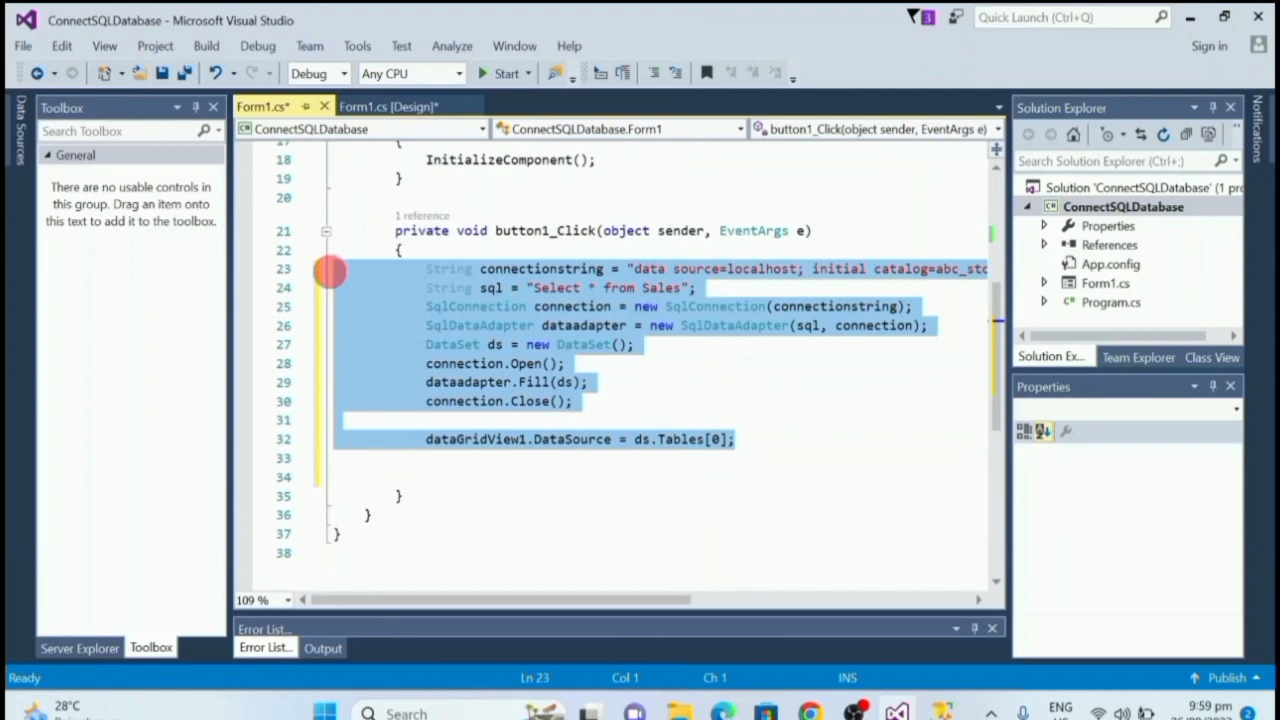 ConnectSQLDatabase - Microsoft Visual Studio
3
Quick Launch (Ctrl+Q)
File Edit View Project Build Debug Team Tools Test Analyze Window Help
Sign in
Debug Any CPU Start
Data Sources
Toolbox
Search Toolbox
General
There are no usable controls in
this group. Drag an item onto
this text to add it to the toolbox.
Server Explorer Toolbox
Form1.cs* Form1.cs [Design]*
ConnectSQLDatabase ConnectSQLDatabase.Form1 button1_Click(object sender, EventArgs e)
17 {
18 InitializeComponent();
19 }
20
1 reference
21 private void button1_Click(object sender, EventArgs e)
22 {
23 String connectionstring = "data source=localhost; initial catalog=abc_sto
24 String sql = "Select * from Sales";
25 SqlConnection connection = new SqlConnection(connectionstring);
26 SqlDataAdapter dataadapter = new SqlDataAdapter(sql, connection);
27 DataSet ds = new DataSet();
28 connection.Open();
29 dataadapter.Fill(ds);
30 connection.Close();
31
32 dataGridView1.DataSource = ds.Tables[0];
33
34
35 }
36 }
37 }
38
109 %
Error List...
Error List... Output
Solution Explorer
Search Solution Explorer (Ctrl+;)
Solution 'ConnectSQLDatabase' (1 pro
ConnectSQLDatabase
Properties
References
App.config
Form1.cs
Program.cs
Solution Ex... Team Explorer Class View
Properties
Notifications
Ready Ln 23 Col 1 Ch 1 INS Publish
28°C
Search
ENG
9:59 pm
2